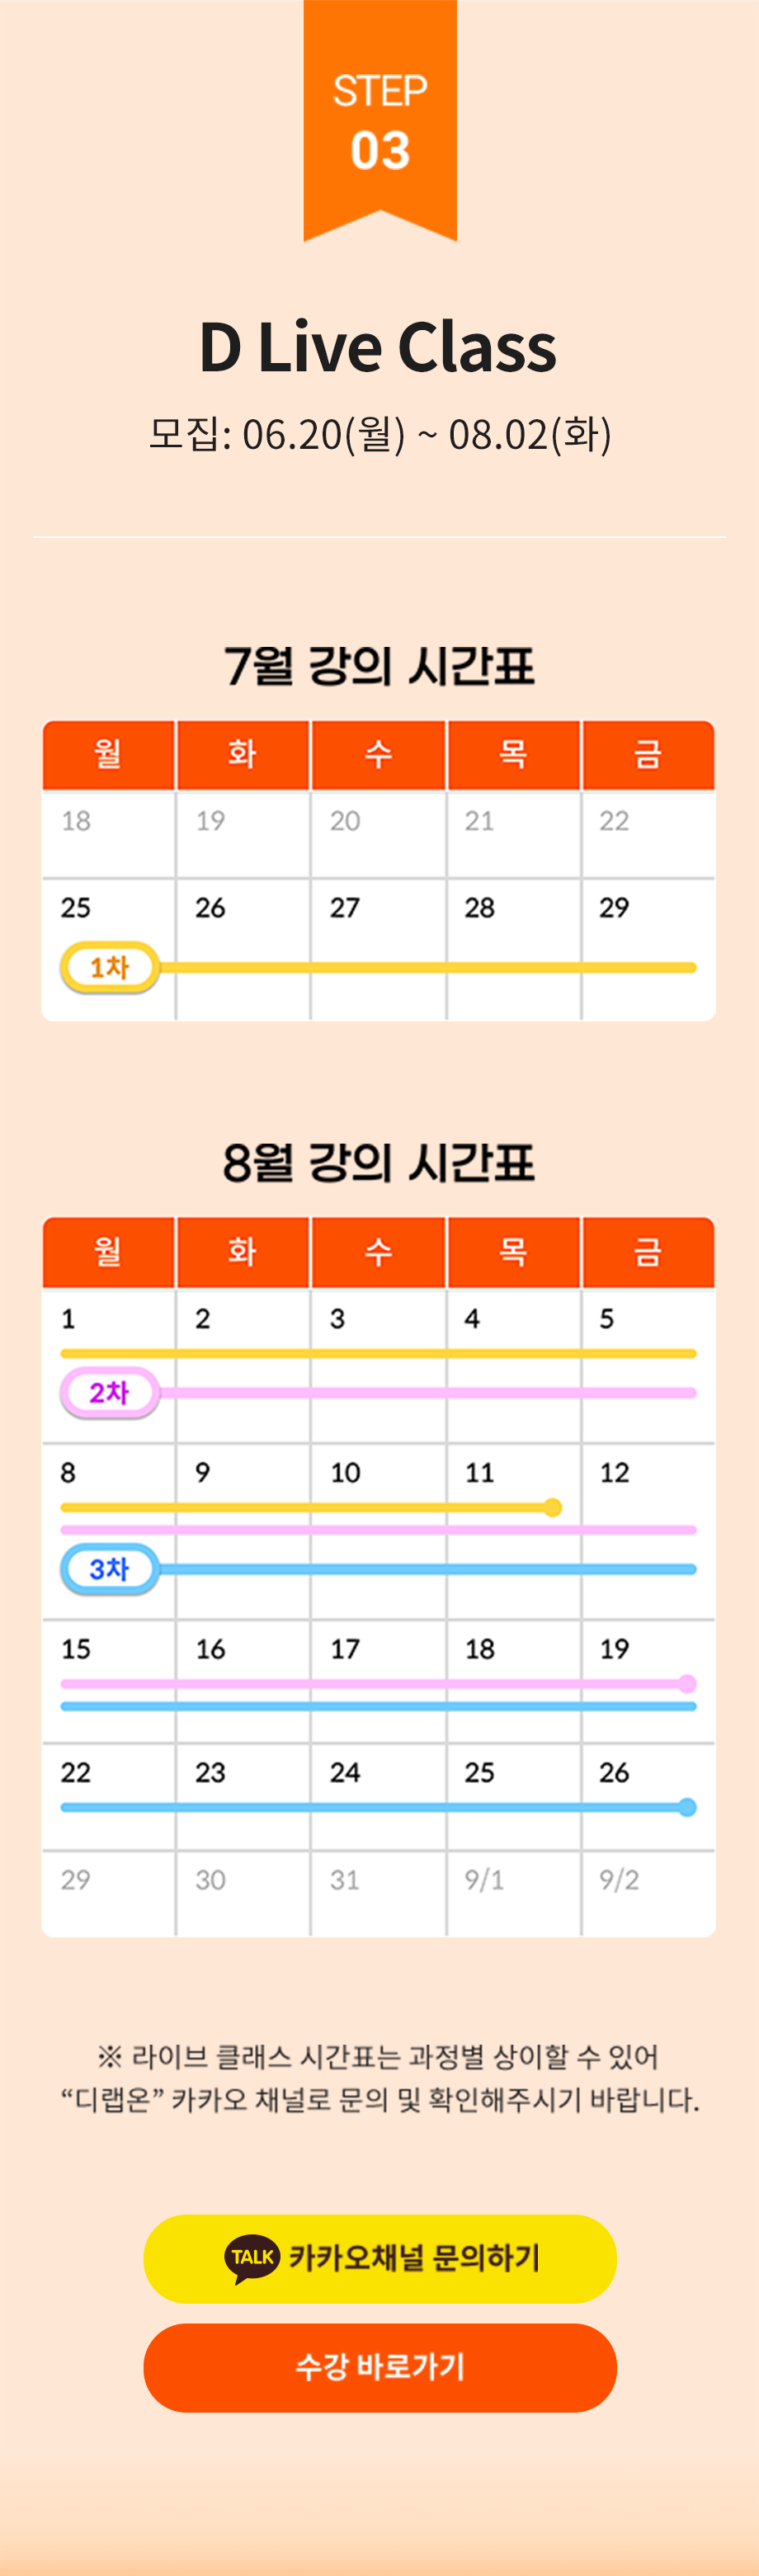 STEP
03
D Live Class
모집: 06.20(월) ~ 08.02(화)
7월 강의 시간표
월 화 수 목 금
18 19 20 21 22
25 26 27 28 29
1차
8월 강의 시간표
월 화 수 목 금
1 2 3 4 5
2차
8 9 10 11 12
3차
15 16 17 18 19
22 23 24 25 26
29 30 31 9/1 9/2
※ 라이브 클래스 시간표는 과정별 상이할 수 있어
“디랩온” 카카오 채널로 문의 및 확인해주시기 바랍니다.
TALK 카카오채널 문의하기
수강 바로가기